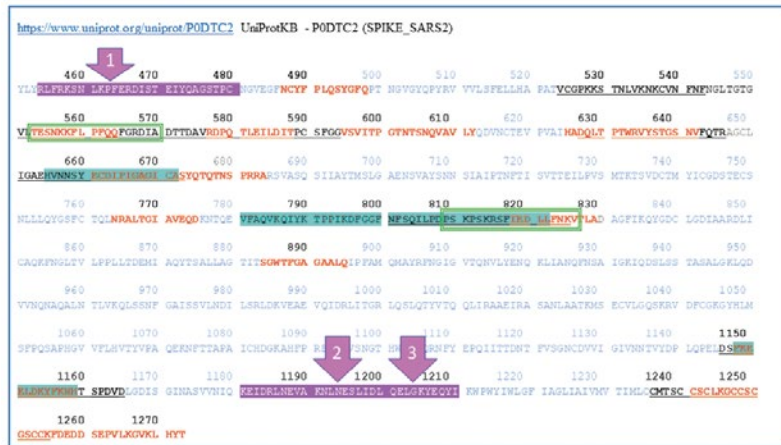 https://www.uniprot.org/uniprot/P0DTC2 UniProtKB - P0DTC2 (SPIKE_SARS2)
1
460 470 480 490 500 510 520 530 540 550
YLYRLFRKSN LKPFERDIST EIYQAGSTPC NGVEGFNCYF PLQSYGFQPT NGVGYQPYRV VVLSFELLHA PATVCGPKKS TNLVKNKCVN FNFNGLTGTG
560 570 580 590 600 610 620 630 640 650
VLTESNKKFL PFQQFGRDIA DTTDAVRDPQ TLEILDITPC SFGGVSVITP GTNTSNQVAV LYQDVNCTEV PVAIHADQLT PTWRVYSTGS NVFQTRAGCL
660 670 680 690 700 710 720 730 740 750
IGAEHVNNSY ECDIPIGAGI CASYQTQTNS PRRARSVASQ SIIAYTMSLG AENSVAYSNN SIAIPTNFTI SVTTEILPVS MTKTSVDCTM YICGDSTECS
760 770 780 790 800 810 820 830 840 850
NLLLQYGSFC TQLNRALTGI AVEQDKNTQE VFAQVKQIYK TPPIKDFGGF NFSQILPDPS KPSKRSFIED LLFNKVTLAD AGFIKQYGDC LGDIAARDLI
860 870 880 890 900 910 920 930 940 950
CAQKFNGLTV LPPLLTDEMI AQYTSALLAG TITSGWTFGA GAALQIPFAM QMAYRFNGIG VTQNVLYENQ KLIANQFNSA IGKIQDSLSS TASALGKLQD
960 970 980 990 1000 1010 1020 1030 1040 1050
VVNQNAQALN TLVKQLSSNF GAISSVLNDI LSRLDKVEAE VQIDRLITGR LQSLQTYVTQ QLIRAAEIRA SANLAATKMS ECVLGQSKRV DFCGKGYHLM
1060 1070 1080 1090 1100 1110 1120 1130 1140 1150
SFPQSAPHGV VFLHVTYVPA QEKNFTTAPA ICHDGKAHFP VSNGT RNFY EPQIITTDNT FVSGNCDVVI GIVNNTVYDP LQPELDSFKE
2 3
1160 1170 1180 1190 1200 1210 1220 1230 1240 1250
ELDKYFKNHT SPDVDLGDIS GINASVVNIQ KEIDRLNEVA KNLNESLIDL QELGKYEQYI KWPWYIWLGF IAGLIAIVMV TIMLCCMTSC CSCLKGCCSC
1260 1270
GSCCKFDEDD SEPVLKGVKL HYT